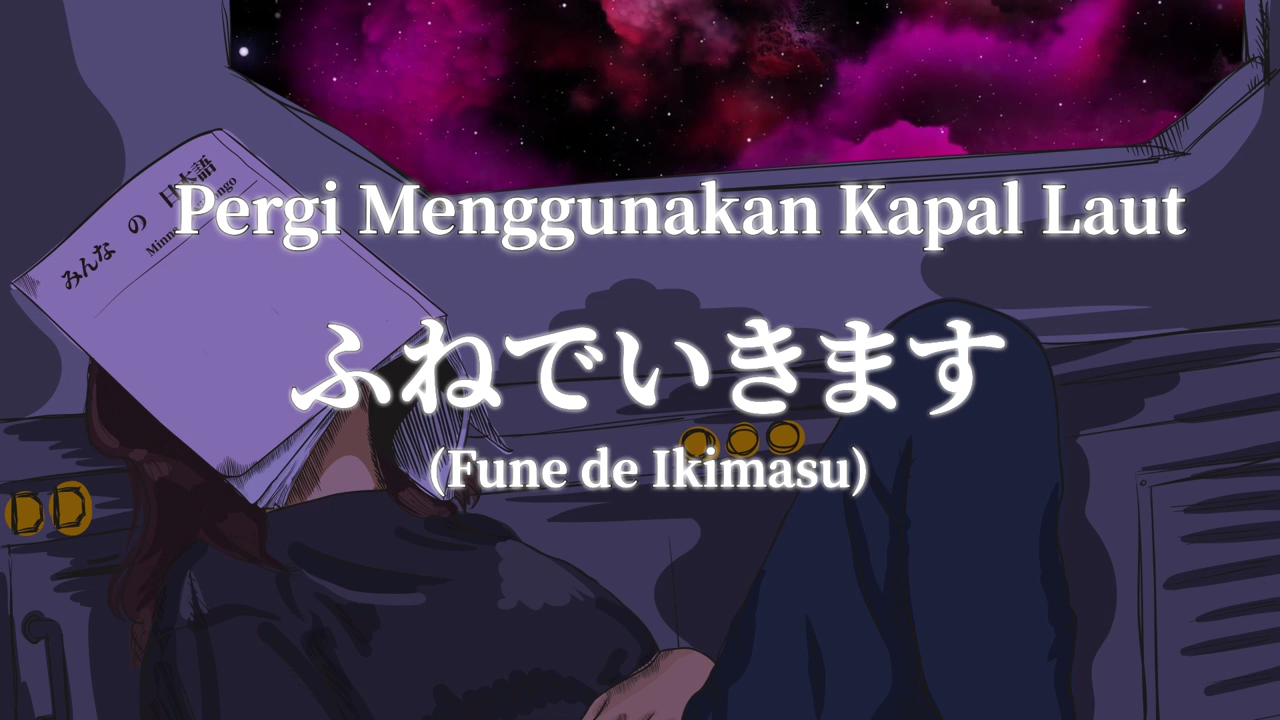 みんな の 日本語
Pergi Menggunakan Kapal Laut
ふねでいきます
(Fune de Ikimasu)